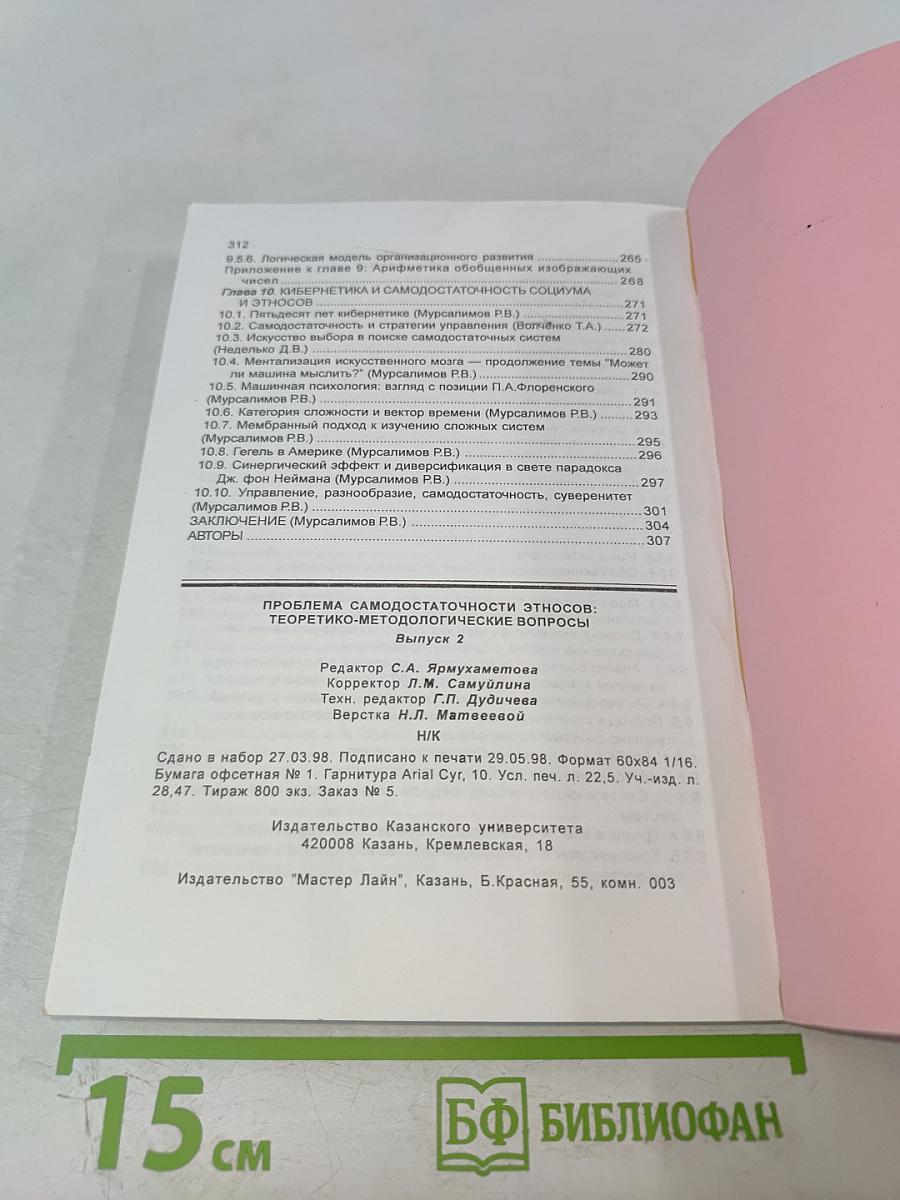 312
9.5.6. Логическая модель организационного развития ........................265
Приложение к главе 9: Арифметика обобщенных изображающих
чисел........................268
Глава 10. КИБЕРНЕТИКА И САМОДОСТАТОЧНОСТЬ СОЦИУМА
И ЭТНОСОВ ........................271
10.1. Пятьдесят лет кибернетике (Мурсалимов Р.В.) ........................271
10.2. Самодостаточность и стратегии управления (Волченко Т.А.) ......272
10.3. Искусство выбора в поиске самодостаточных систем
(Неделько Д.В.) ........................280
10.4. Ментализация искусственного мозга — продолжение темы "Может
ли машина мыслить?" (Мурсалимов Р.В.) ........................290
10.5. Машинная психология: взгляд с позиции П.А.Флоренского
(Мурсалимов Р.В.) ........................291
10.6. Категория сложности и вектор времени (Мурсалимов Р.В.) ........293
10.7. Мембранный подход к изучению сложных систем
(Мурсалимов Р.В.) ........................295
10.8. Гегель в Америке (Мурсалимов Р.В.) ........................296
10.9. Синергический эффект и диверсификация в свете парадокса
Дж. фон Неймана (Мурсалимов Р.В.) ........................297
10.10. Управление, разнообразие, самодостаточность, суверенитет
(Мурсалимов Р.В.) ........................301
ЗАКЛЮЧЕНИЕ (Мурсалимов Р.В.) ........................304
АВТОРЫ ........................307
ПРОБЛЕМА САМОДОСТАТОЧНОСТИ ЭТНОСОВ:
ТЕОРЕТИКО-МЕТОДОЛОГИЧЕСКИЕ ВОПРОСЫ
Выпуск 2
Редактор С.А. Ярмухаметова
Корректор Л.М. Самуйлина
Техн. редактор Г.П. Дудичева
Верстка Н.Л. Матвеевой
Н/К
Сдано в набор 27.03.98. Подписано к печати 29.05.98. Формат 60х84 1/16.
Бумага офсетная № 1. Гарнитура Arial Cyr, 10. Усл. печ. л. 22,5. Уч.-изд. л.
28,47. Тираж 800 экз. Заказ № 5.
Издательство Казанского университета
420008 Казань, Кремлевская, 18
Издательство "Мастер Лайн", Казань, Б.Красная, 55, комн. 003
15 см
БФ БИБЛИОФАН